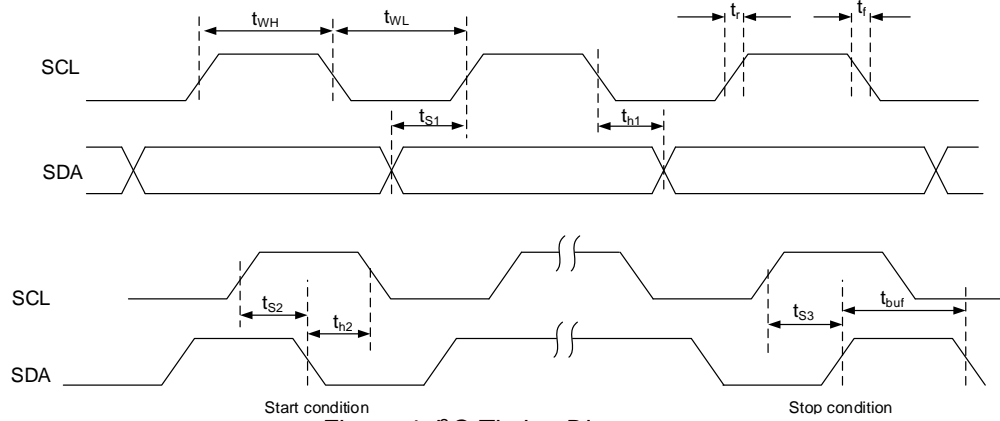 tWH
tWL
tr
tf
SCL
tS1
th1
SDA
SCL
tS2
th2
tS3
tbuf
SDA
Start condition
Stop condition